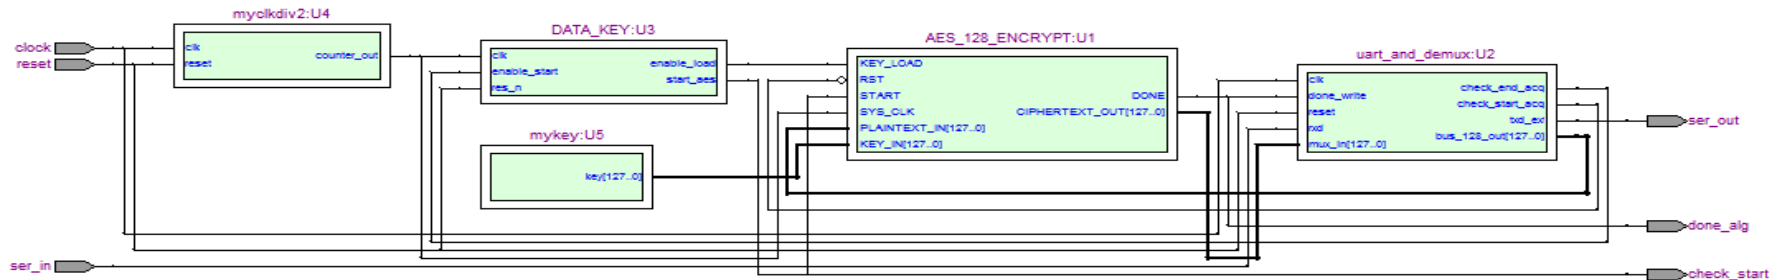 myclkdiv2:U4
clock
reset
clk
reset
counter_out
DATA_KEY:U3
clk
enable_start
res_n
enable_load
start_aes
mykey:U5
key[127..0]
AES_128_ENCRYPT:U1
KEY_LOAD
RST
START
SYS_CLK
PLAINTEXT_IN[127..0]
KEY_IN[127..0]
DONE
CIPHERTEXT_OUT[127..0]
uart_and_demux:U2
clk
done_write
reset
rxd
mux_in[127..0]
check_end_acq
check_start_acq
txd_ext
bus_128_out[127..0]
ser_out
done_alg
ser_in
check_start